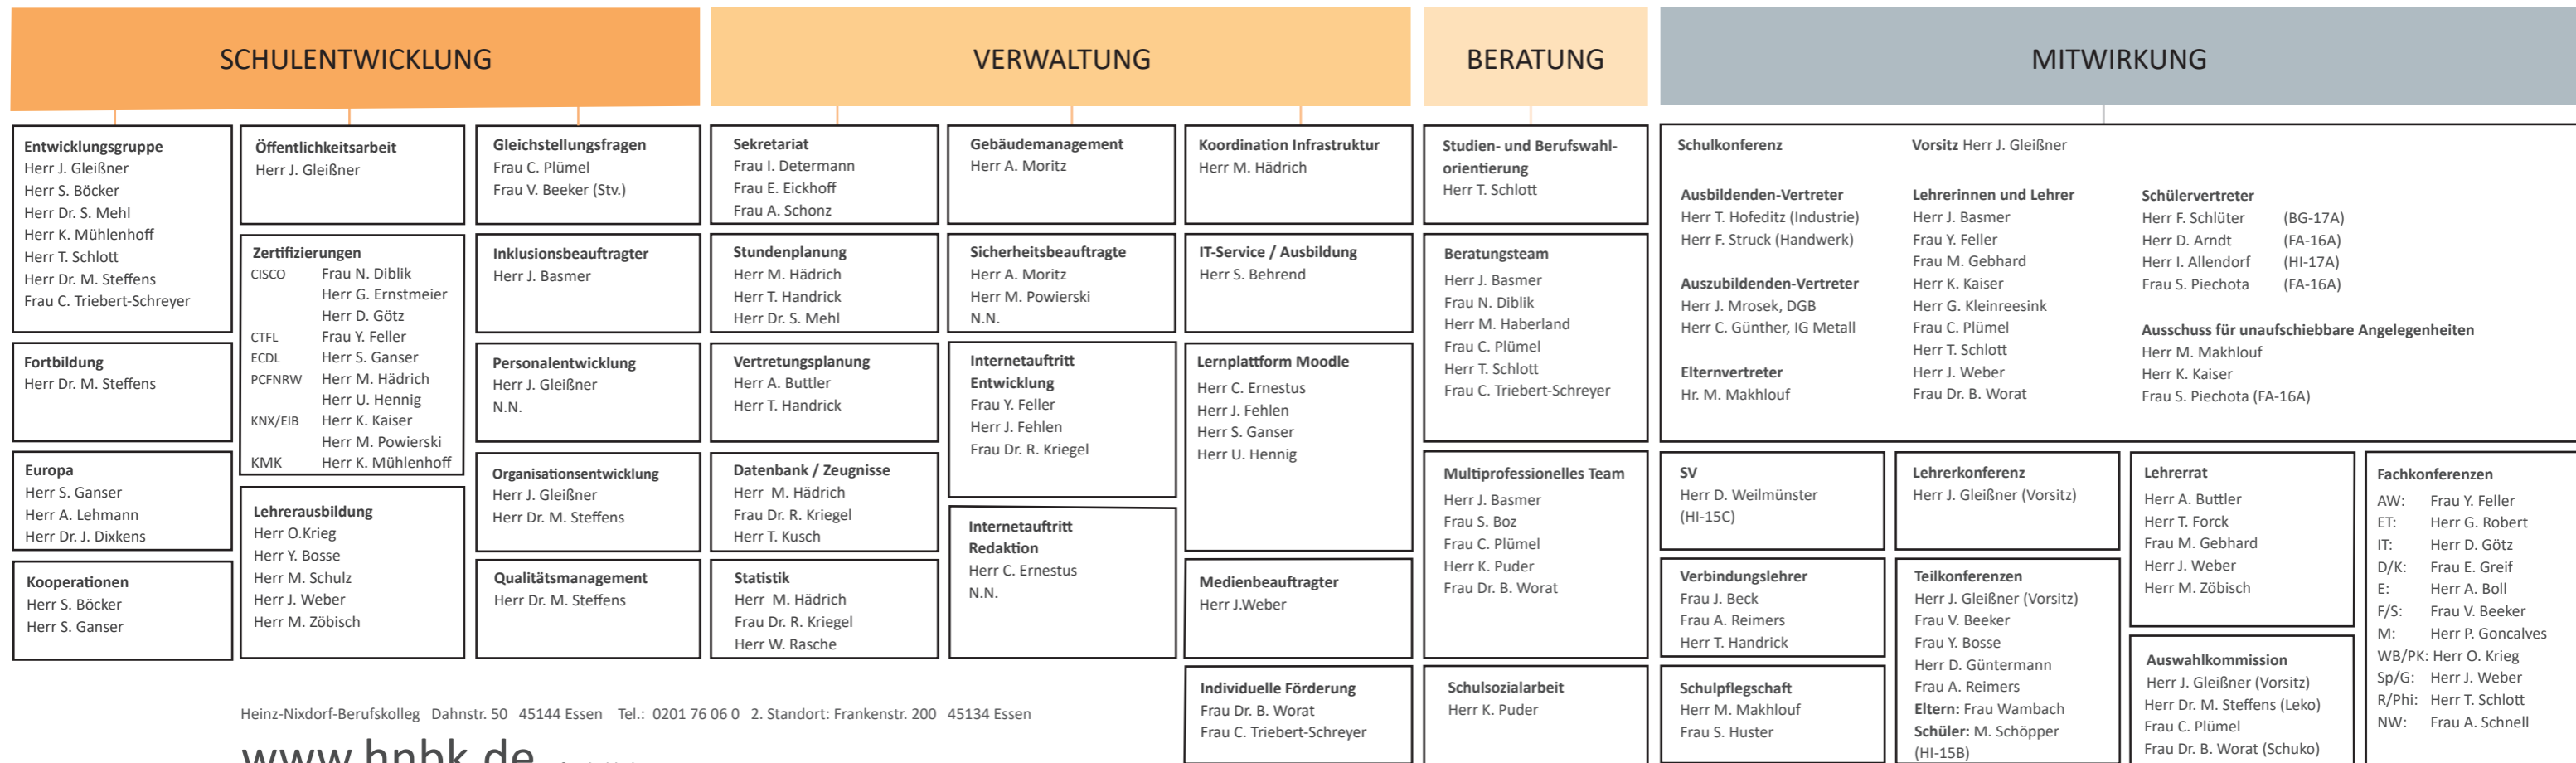 SCHULENTWICKLUNG
Entwicklungsgruppe
Herr J. Gleißner
Herr S. Böcker
Herr Dr. S. Mehl
Herr K. Mühlenhoff
Herr T. Schlott
Herr Dr. M. Steffens
Frau C. Triebert-Schreyer
Fortbildung
Herr Dr. M. Steffens
Europa
Herr S. Ganser
Herr A. Lehmann
Herr Dr. J. Dixkens
Kooperationen
Herr S. Böcker
Herr S. Ganser
Öffentlichkeitsarbeit
Herr J. Gleißner
Zertifizierungen
CISCO Frau N. Diblik
Herr G. Ernstmeier
Herr D. Götz
CTFL Frau Y. Feller
ECDL Herr S. Ganser
PCFNRW Herr M. Hädrich
Herr U. Hennig
KNX/EIB Herr K. Kaiser
Herr M. Powierski
KMK Herr K. Mühlenhoff
Lehrerausbildung
Herr O.Krieg
Herr Y. Bosse
Herr M. Schulz
Herr J. Weber
Herr M. Zöbisch
Gleichstellungsfragen
Frau C. Plümel
Frau V. Beeker (Stv.)
Inklusionsbeauftragter
Herr J. Basmer
Personalentwicklung
Herr J. Gleißner
N.N.
Organisationsentwicklung
Herr J. Gleißner
Herr Dr. M. Steffens
Qualitätsmanagement
Herr Dr. M. Steffens
VERWALTUNG
Sekretariat
Frau I. Determann
Frau E. Eickhoff
Frau A. Schonz
Stundenplanung
Herr M. Hädrich
Herr T. Handrick
Herr Dr. S. Mehl
Vertretungsplanung
Herr A. Buttler
Herr T. Handrick
Datenbank / Zeugnisse
Herr M. Hädrich
Frau Dr. R. Kriegel
Herr T. Kusch
Statistik
Herr M. Hädrich
Frau Dr. R. Kriegel
Herr W. Rasche
Gebäudemanagement
Herr A. Moritz
Sicherheitsbeauftragte
Herr A. Moritz
Herr M. Powierski
N.N.
Internetauftritt
Entwicklung
Frau Y. Feller
Herr J. Fehlen
Frau Dr. R. Kriegel
Internetauftritt
Redaktion
Herr C. Ernestus
N.N.
Koordination Infrastruktur
Herr M. Hädrich
IT-Service / Ausbildung
Herr S. Behrend
Lernplattform Moodle
Herr C. Ernestus
Herr J. Fehlen
Herr S. Ganser
Herr U. Hennig
Medienbeauftragter
Herr J.Weber
Individuelle Förderung
Frau Dr. B. Worat
Frau C. Triebert-Schreyer
BERATUNG
Studien- und Berufswahl-
orientierung
Herr T. Schlott
Beratungsteam
Herr J. Basmer
Frau N. Diblik
Herr M. Haberland
Frau C. Plümel
Herr T. Schlott
Frau C. Triebert-Schreyer
Multiprofessionelles Team
Herr J. Basmer
Frau S. Boz
Frau C. Plümel
Herr K. Puder
Frau Dr. B. Worat
Schulsozialarbeit
Herr K. Puder
MITWIRKUNG
Schulkonferenz Vorsitz Herr J. Gleißner
Ausbildenden-Vertreter
Herr T. Hofeditz (Industrie)
Herr F. Struck (Handwerk)
Auszubildenden-Vertreter
Herr J. Mrosek, DGB
Herr C. Günther, IG Metall
Elternvertreter
Hr. M. Makhlouf
Lehrerinnen und Lehrer
Herr J. Basmer
Frau Y. Feller
Frau M. Gebhard
Herr K. Kaiser
Herr G. Kleinreesink
Frau C. Plümel
Herr T. Schlott
Herr J. Weber
Frau Dr. B. Worat
Schülervertreter
Herr F. Schlüter (BG-17A)
Herr D. Arndt (FA-16A)
Herr I. Allendorf (HI-17A)
Frau S. Piechota (FA-16A)
Ausschuss für unaufschiebbare Angelegenheiten
Herr M. Makhlouf
Herr K. Kaiser
Frau S. Piechota (FA-16A)
SV
Herr D. Weilmünster
(HI-15C)
Verbindungslehrer
Frau J. Beck
Frau A. Reimers
Herr T. Handrick
Schulpflegschaft
Herr M. Makhlouf
Frau S. Huster
Lehrerkonferenz
Herr J. Gleißner (Vorsitz)
Teilkonferenzen
Herr J. Gleißner (Vorsitz)
Frau V. Beeker
Frau Y. Bosse
Herr D. Güntermann
Frau A. Reimers
Eltern: Frau Wambach
Schüler: M. Schöpper
(HI-15B)
Lehrerrat
Herr A. Buttler
Herr T. Forck
Frau M. Gebhard
Herr J. Weber
Herr M. Zöbisch
Auswahlkommission
Herr J. Gleißner (Vorsitz)
Herr Dr. M. Steffens (Leko)
Frau C. Plümel
Frau Dr. B. Worat (Schuko)
Fachkonferenzen
AW: Frau Y. Feller
ET: Herr G. Robert
IT: Herr D. Götz
D/K: Frau E. Greif
E: Herr A. Boll
F/S: Frau V. Beeker
M: Herr P. Goncalves
WB/PK: Herr O. Krieg
Sp/G: Herr J. Weber
R/Phi: Herr T. Schlott
NW: Frau A. Schnell
Heinz-Nixdorf-Berufskolleg Dahnstr. 50 45144 Essen Tel.: 0201 76 06 0 2. Standort: Frankenstr. 200 45134 Essen
www.hnbk.de